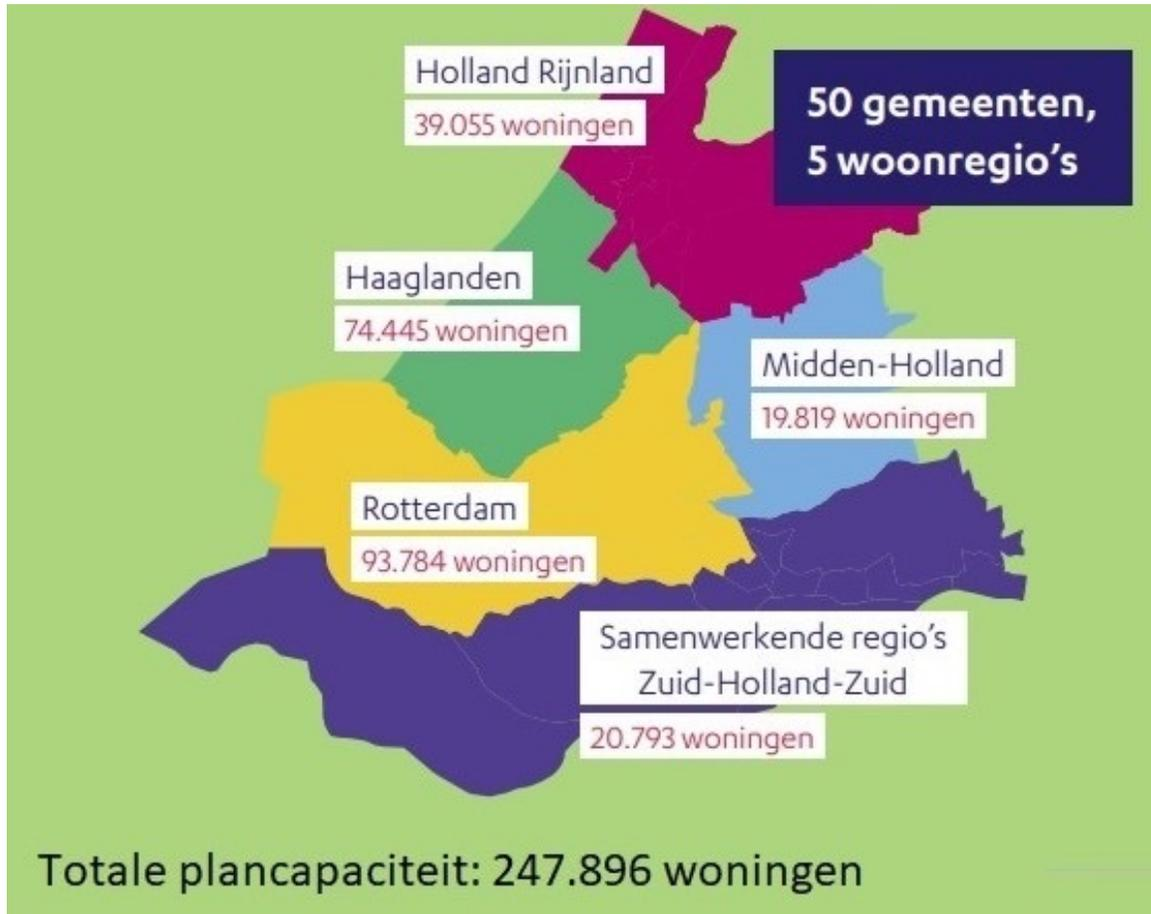 Holland Rijnland
39.055 woningen
50 gemeenten,
5 woonregio's
Haaglanden
74.445 woningen
Midden-Holland
19.819 woningen
Rotterdam
93.784 woningen
Samenwerkende regio's
Zuid-Holland-Zuid
20.793 woningen
Totale plancapaciteit: 247.896 woningen